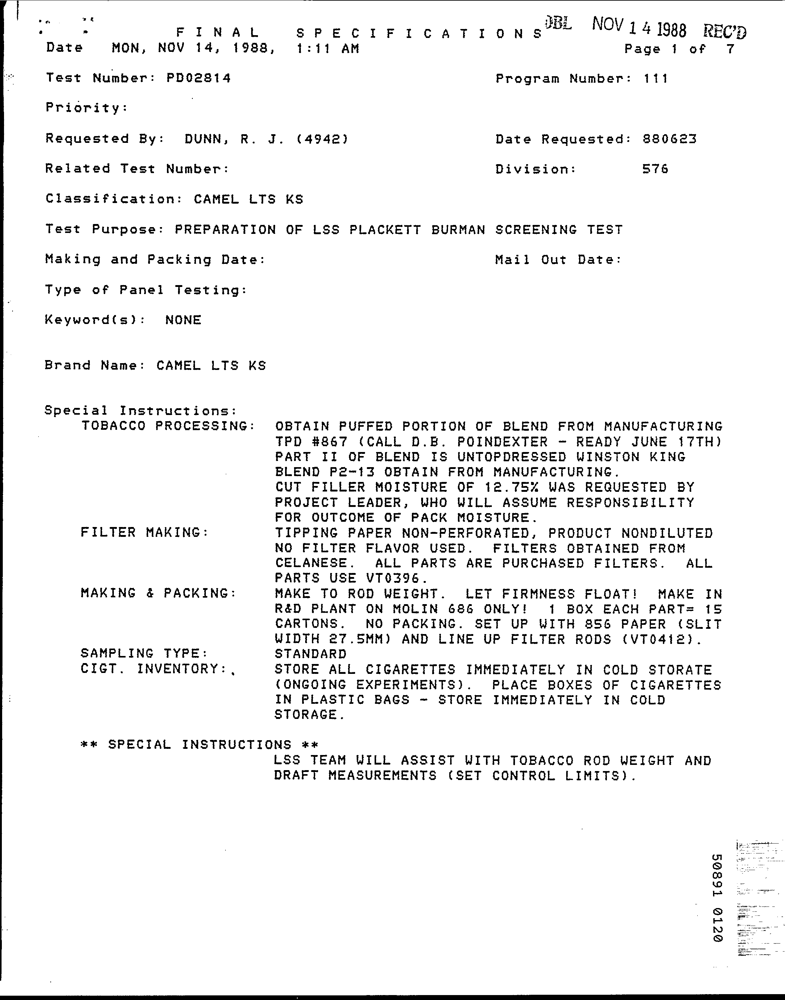 F I N A L   S P E C I F I C A T I O N S   DBL NOV 14 1988 REC'D
Date   MON, NOV 14, 1988,  1:11 AM   Page 1 of  7
Test Number: PD02814   Program Number: 111
Priority:
Requested By:  DUNN, R. J. (4942)   Date Requested: 880623
Related Test Number:   Division:   576
Classification: CAMEL LTS KS
Test Purpose: PREPARATION OF LSS PLACKETT BURMAN SCREENING TEST
Making and Packing Date:   Mail Out Date:
Type of Panel Testing:
Keyword(s):  NONE
Brand Name: CAMEL LTS KS
Special Instructions:
TOBACCO PROCESSING:  OBTAIN PUFFED PORTION OF BLEND FROM MANUFACTURING
TPD #867 (CALL D.B. POINDEXTER - READY JUNE 17TH)
PART II OF BLEND IS UNTOPDRESSED WINSTON KING
BLEND P2-13 OBTAIN FROM MANUFACTURING.
CUT FILLER MOISTURE OF 12.75% WAS REQUESTED BY
PROJECT LEADER, WHO WILL ASSUME RESPONSIBILITY
FOR OUTCOME OF PACK MOISTURE.
FILTER MAKING:   TIPPING PAPER NON-PERFORATED, PRODUCT NONDILUTED
NO FILTER FLAVOR USED.  FILTERS OBTAINED FROM
CELANESE.  ALL PARTS ARE PURCHASED FILTERS.  ALL
PARTS USE VT0396.
MAKING & PACKING:   MAKE TO ROD WEIGHT.  LET FIRMNESS FLOAT!  MAKE IN
R&D PLANT ON MOLIN 686 ONLY!  1 BOX EACH PART= 15
CARTONS.  NO PACKING. SET UP WITH 856 PAPER (SLIT
WIDTH 27.5MM) AND LINE UP FILTER RODS (VT0412).
SAMPLING TYPE:   STANDARD
CIGT. INVENTORY:   STORE ALL CIGARETTES IMMEDIATELY IN COLD STORATE
(ONGOING EXPERIMENTS).  PLACE BOXES OF CIGARETTES
IN PLASTIC BAGS - STORE IMMEDIATELY IN COLD
STORAGE.
** SPECIAL INSTRUCTIONS **
LSS TEAM WILL ASSIST WITH TOBACCO ROD WEIGHT AND
DRAFT MEASUREMENTS (SET CONTROL LIMITS).
50891 0120